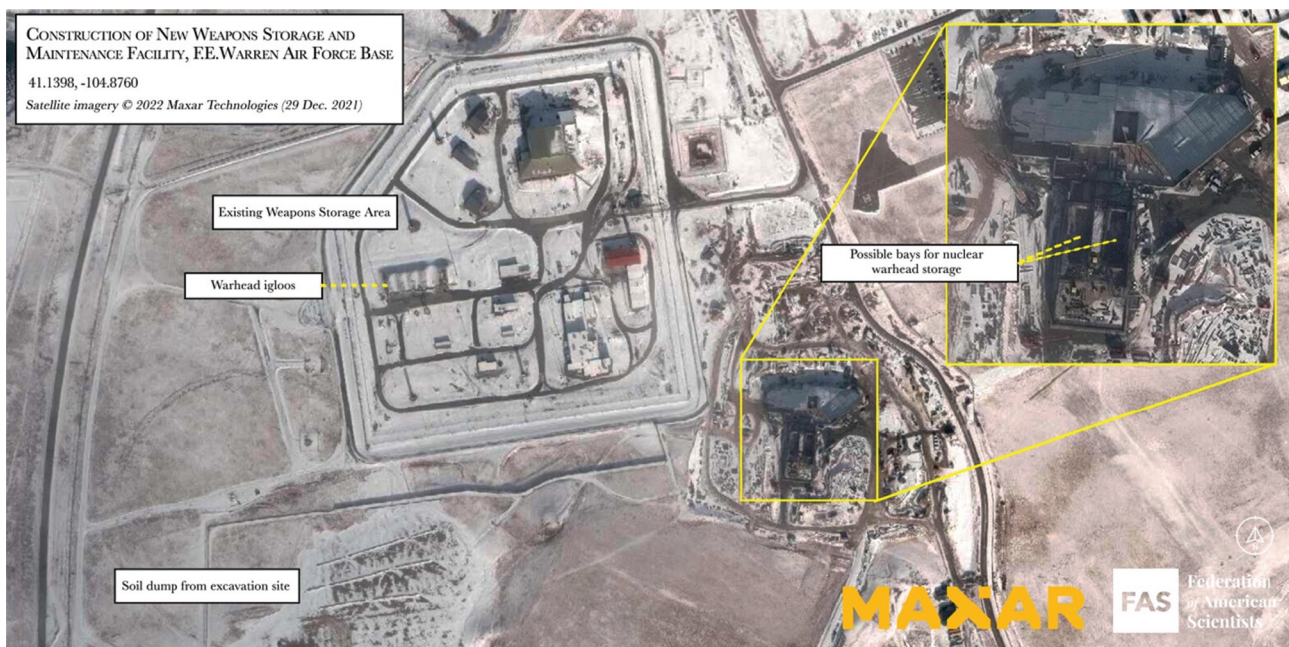 CONSTRUCTION OF NEW WEAPONS STORAGE AND
MAINTENANCE FACILITY, F.E.WARREN AIR FORCE BASE
41.1398, -104.8760
Satellite imagery © 2022 Maxar Technologies (29 Dec. 2021)
Existing Weapons Storage Area
Warhead igloos
Possible bays for nuclear
warhead storage
Soil dump from excavation site
MAXAR
FAS
Federation
of American
Scientists